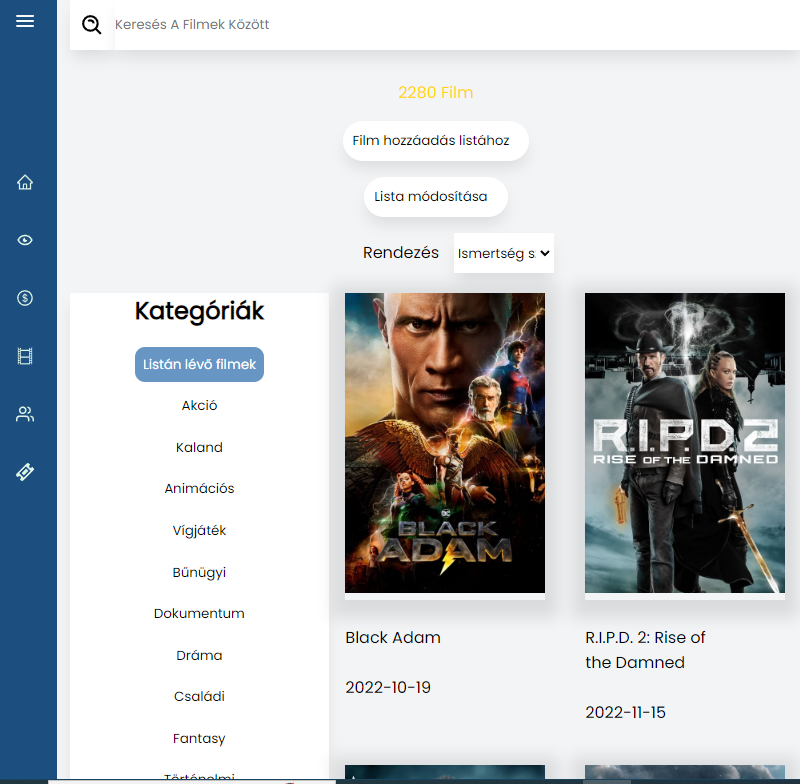 Keresés A Filmek Között
2280 Film
Film hozzáadás listához
Lista módosítása
Rendezés
Ismertség s
Kategóriák
Listán lévő filmek
Akció
Kaland
Animációs
Vígjáték
Bűnügyi
Dokumentum
Dráma
Családi
Fantasy
Történelmi
DC
BLACK
ADAM
Black Adam
2022-10-19
R.I.P.D.2
RISE OF THE DAMNED
R.I.P.D. 2: Rise of
the Damned
2022-11-15